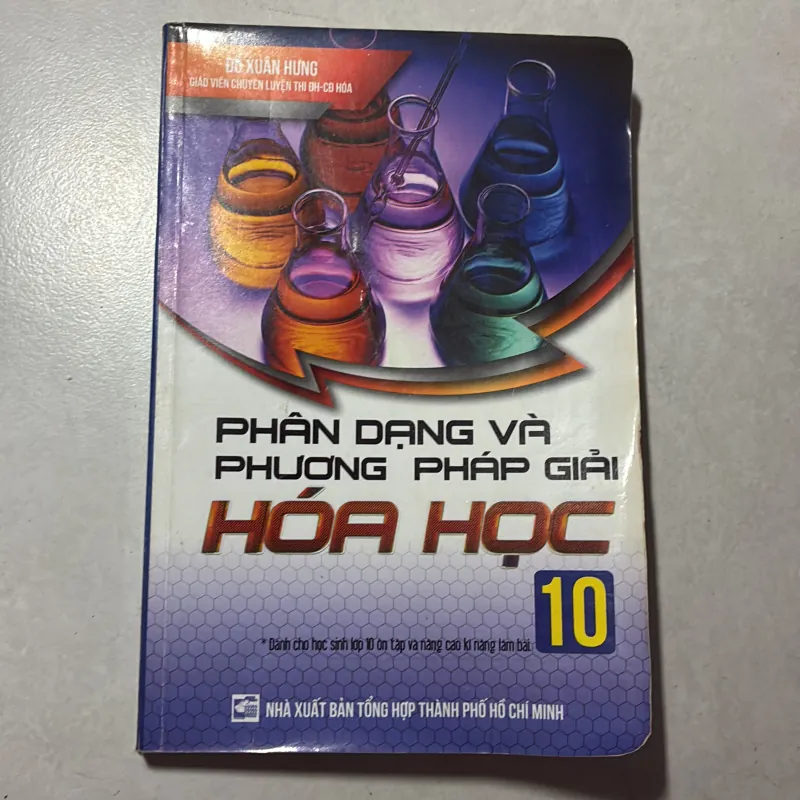 ĐỖ XUÂN HƯNG
GIÁO VIÊN CHUYÊN LUYỆN THI ĐH-CĐ HÓA
PHÂN DẠNG VÀ
PHƯƠNG PHÁP GIẢI
HÓA HỌC
10
* Dành cho học sinh lớp 10 ôn tập và nâng cao kĩ năng làm bài
NHÀ XUẤT BẢN TỔNG HỢP THÀNH PHỐ HỒ CHÍ MINH